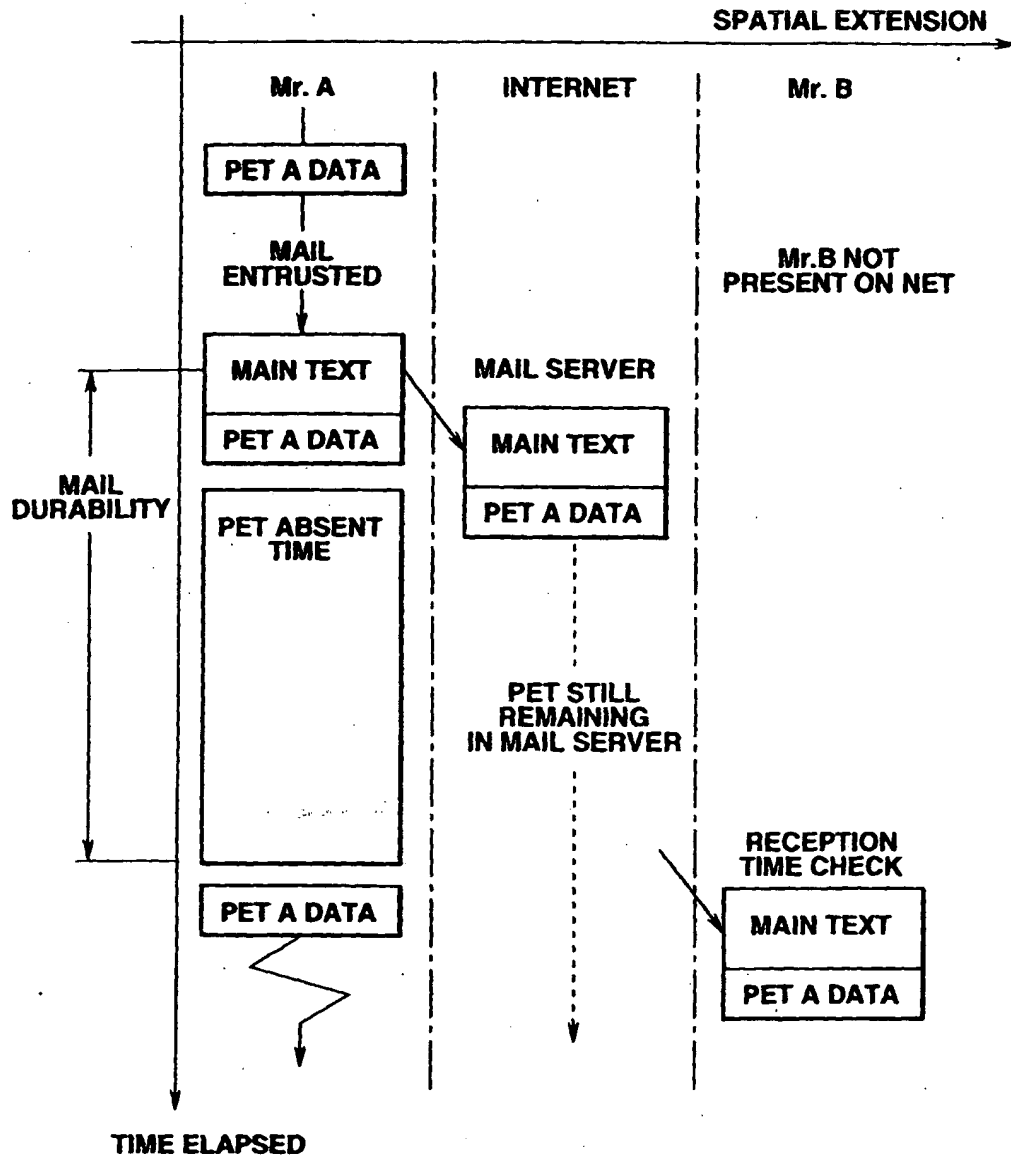 SPATIAL EXTENSION
Mr. A
INTERNET
Mr. B
PET A DATA
MAIL
ENTRUSTED
Mr.B NOT
PRESENT ON NET
MAIN TEXT
PET A DATA
MAIL SERVER
MAIN TEXT
PET A DATA
MAIL
DURABILITY
PET ABSENT
TIME
PET STILL
REMAINING
IN MAIL SERVER
RECEPTION
TIME CHECK
MAIN TEXT
PET A DATA
PET A DATA
TIME ELAPSED